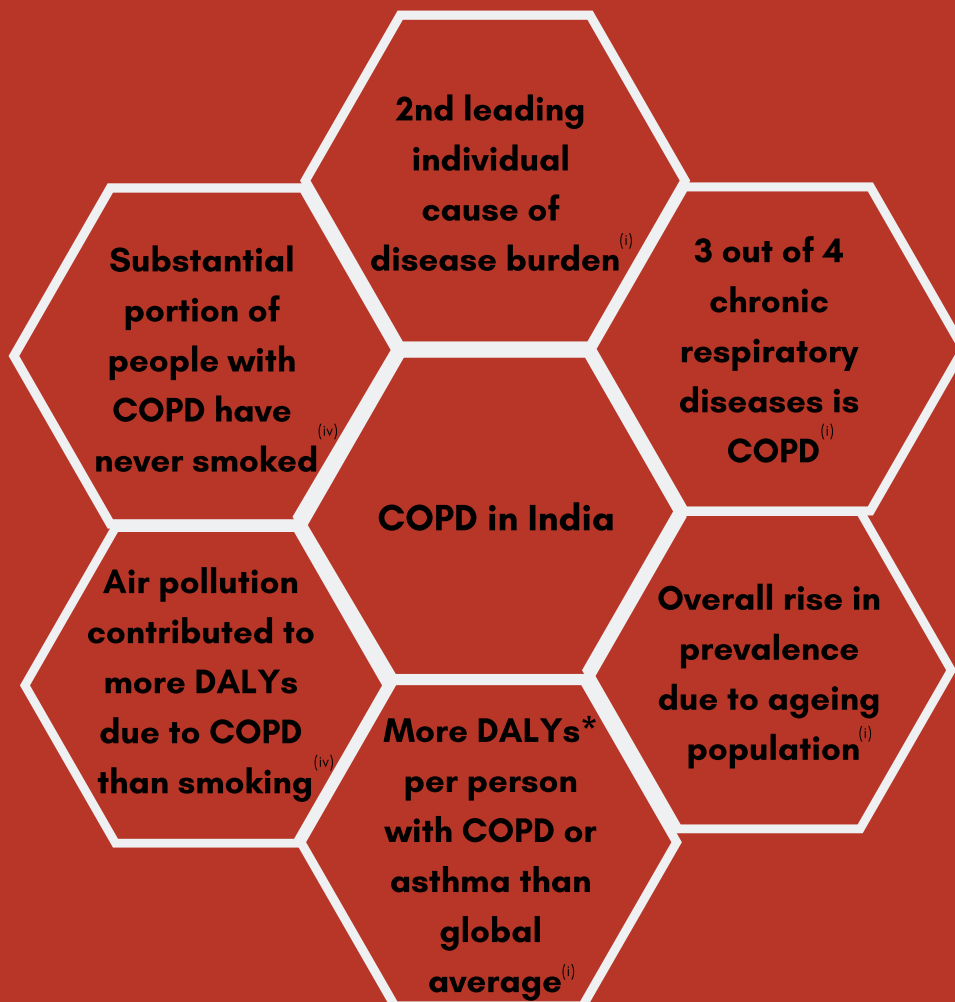 2nd leading
individual
cause of
disease burden(i)
Substantial
portion of
people with
COPD have
never smoked(iv)
3 out of 4
chronic
respiratory
diseases is
COPD(i)
COPD in India
Air pollution
contributed to
more DALYs
due to COPD
than smoking(iv)
Overall rise in
prevalence
due to ageing
population(i)
More DALYs*
per person
with COPD or
asthma than
global
average(i)